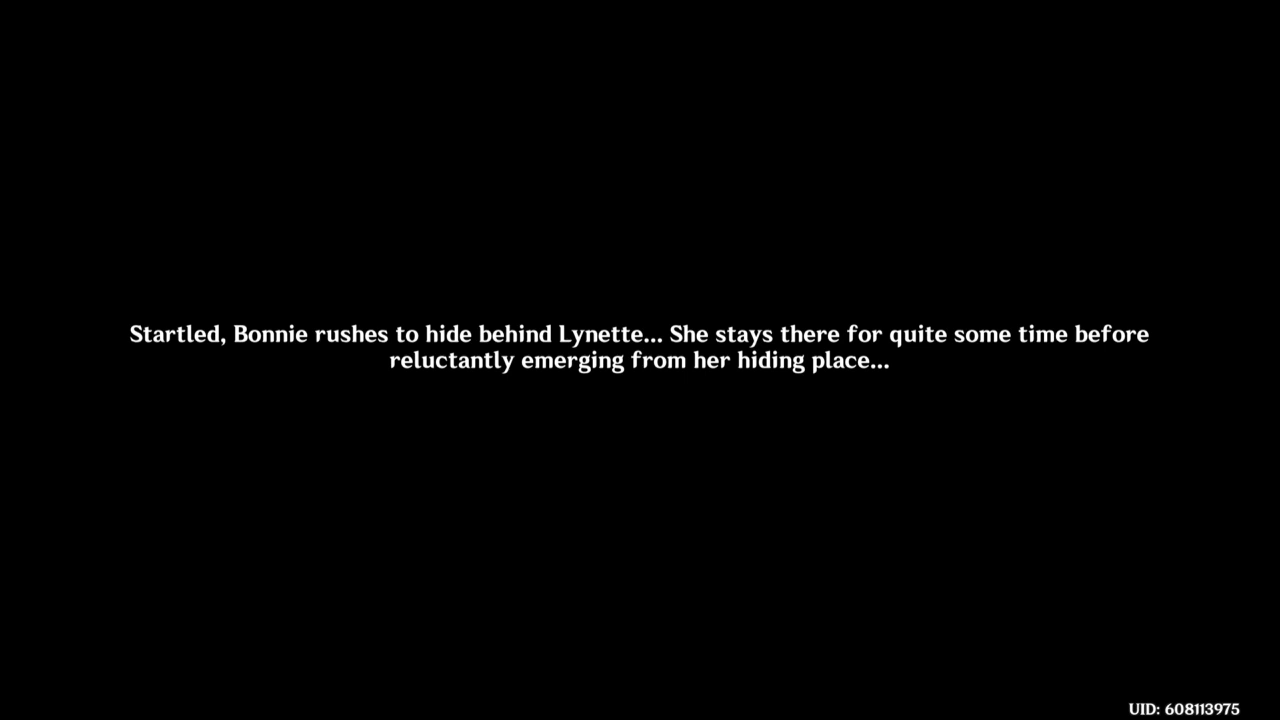 Startled, Bonnie rushes to hide behind Lynette... She stays there for quite some time before
reluctantly emerging from her hiding place...
UID: 608113975